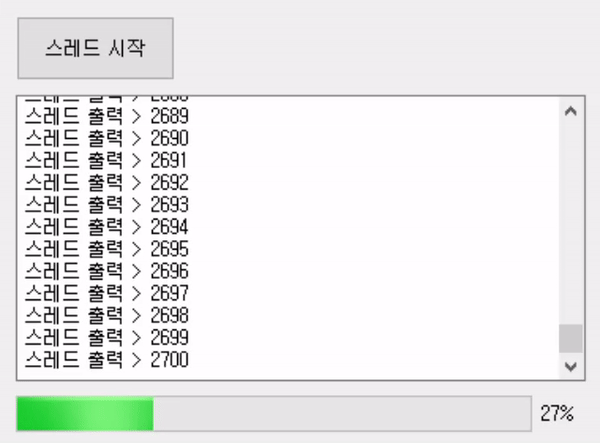 스레드 시작
스레드 출력 > 2689
스레드 출력 > 2690
스레드 출력 > 2691
스레드 출력 > 2692
스레드 출력 > 2693
스레드 출력 > 2694
스레드 출력 > 2695
스레드 출력 > 2696
스레드 출력 > 2697
스레드 출력 > 2698
스레드 출력 > 2699
스레드 출력 > 2700
27%